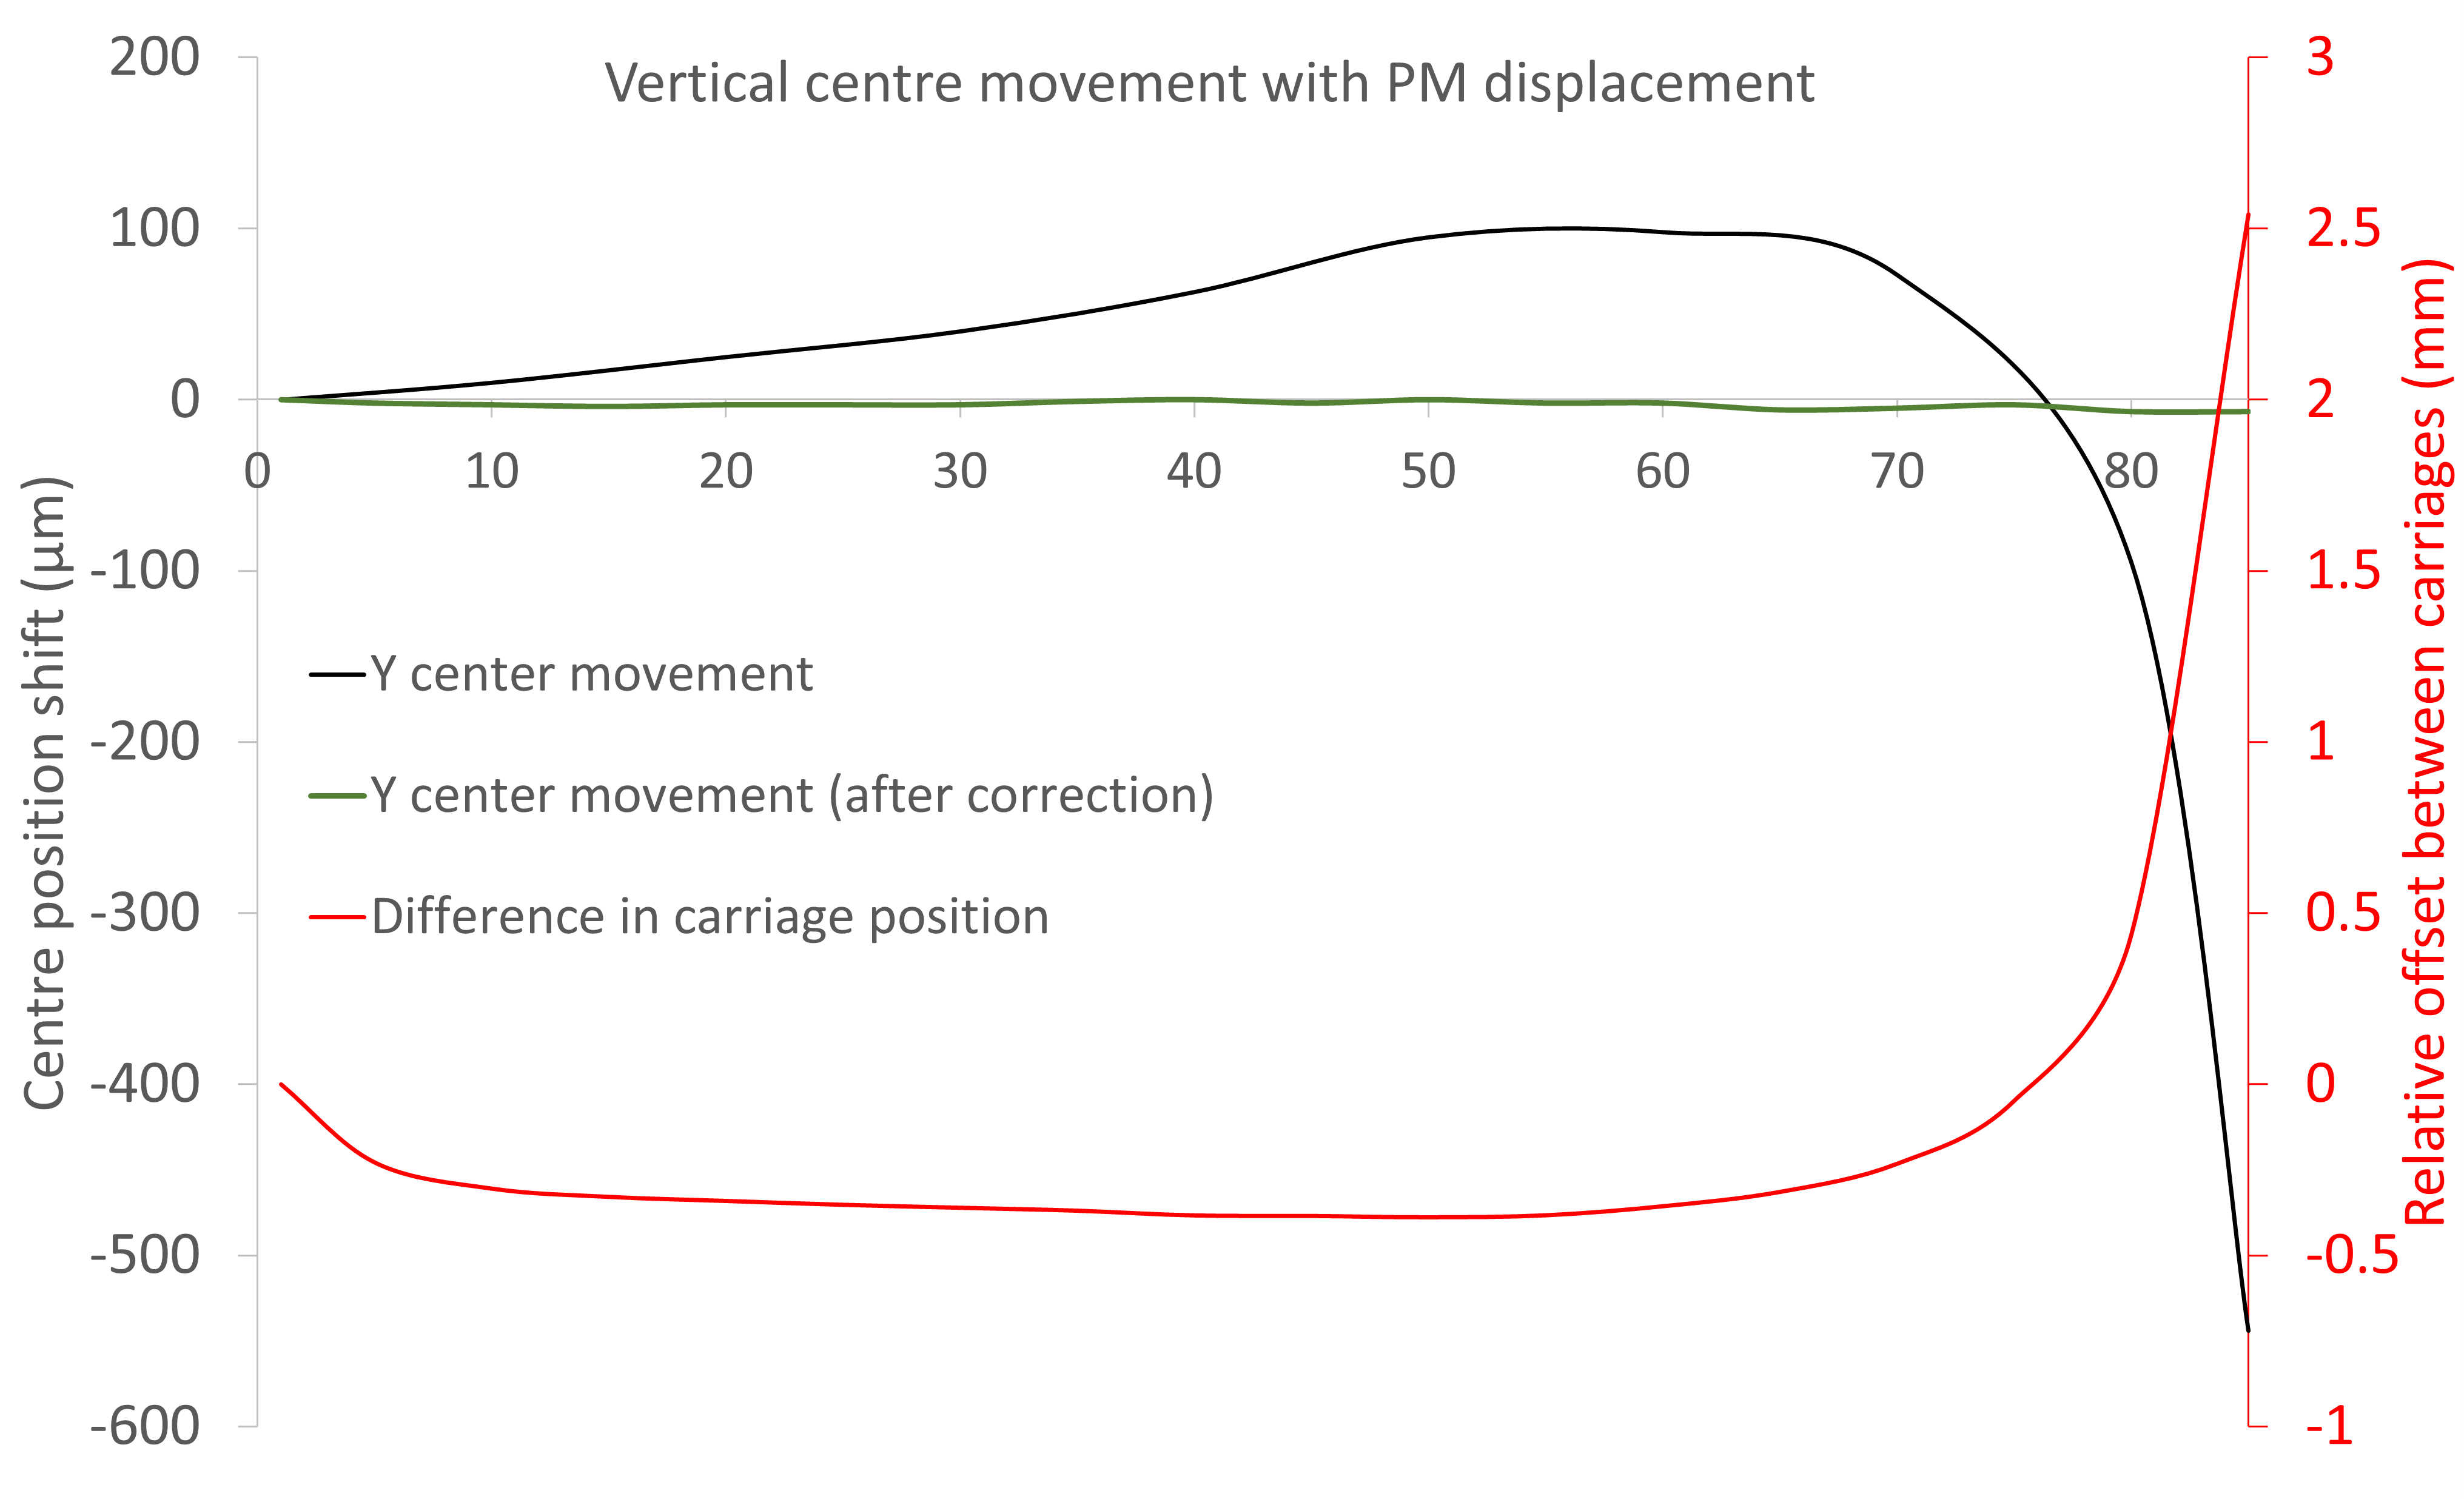 Vertical centre movement with PM displacement
200
100
0
-100
-200
-300
-400
-500
-600
Centre position shift (µm)
0 10 20 30 40 50 60 70 80
Y center movement
Y center movement (after correction)
Difference in carriage position
3
2.5
2
1.5
1
0.5
0
-0.5
-1
Relative offset between carriages (mm)